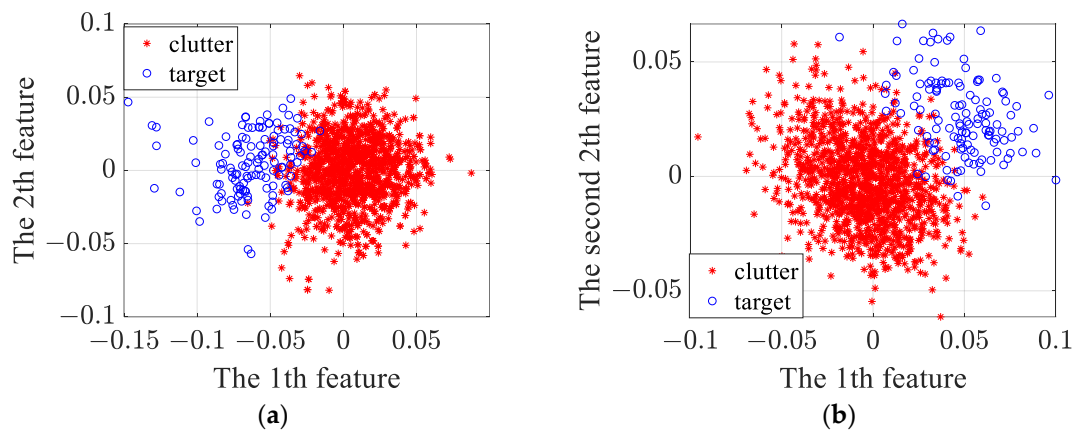 0.1
0.05
0
−0.05
−0.1
−0.15
−0.1
−0.05
0
0.05
The 2th feature
The 1th feature
clutter
target
(a)
0.05
0
−0.05
−0.1
−0.05
0
0.05
0.1
The second 2th feature
The 1th feature
clutter
target
(b)